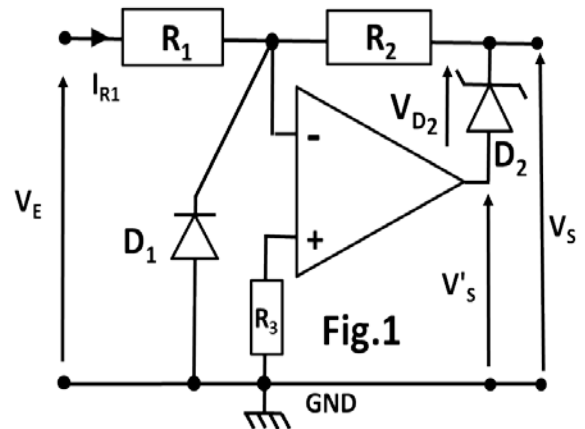 R1 R2
IR1
VD2
-
D2
VE
D1
VS
+
V'S
R3
Fig.1
GND